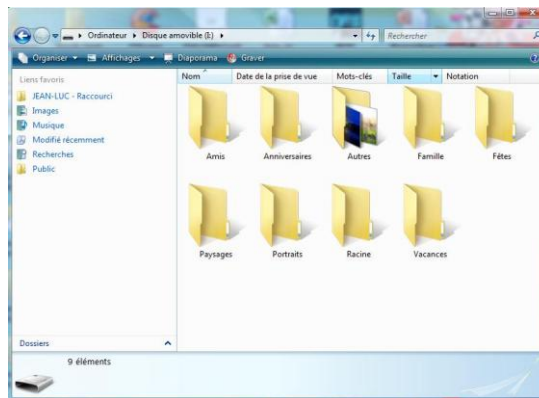 Ordinateur ▸ Disque amovible (I:) ▸
Rechercher
Organiser
Affichages
Diaporama
Graver
Liens favoris
JEAN-LUC - Raccourci
Images
Musique
Modifié récemment
Recherches
Public
Nom
Date de la prise de vue
Mots-clés
Taille
Notation
Amis
Anniversaires
Autres
Famille
Fêtes
Paysages
Portraits
Racine
Vacances
Dossiers
9 éléments